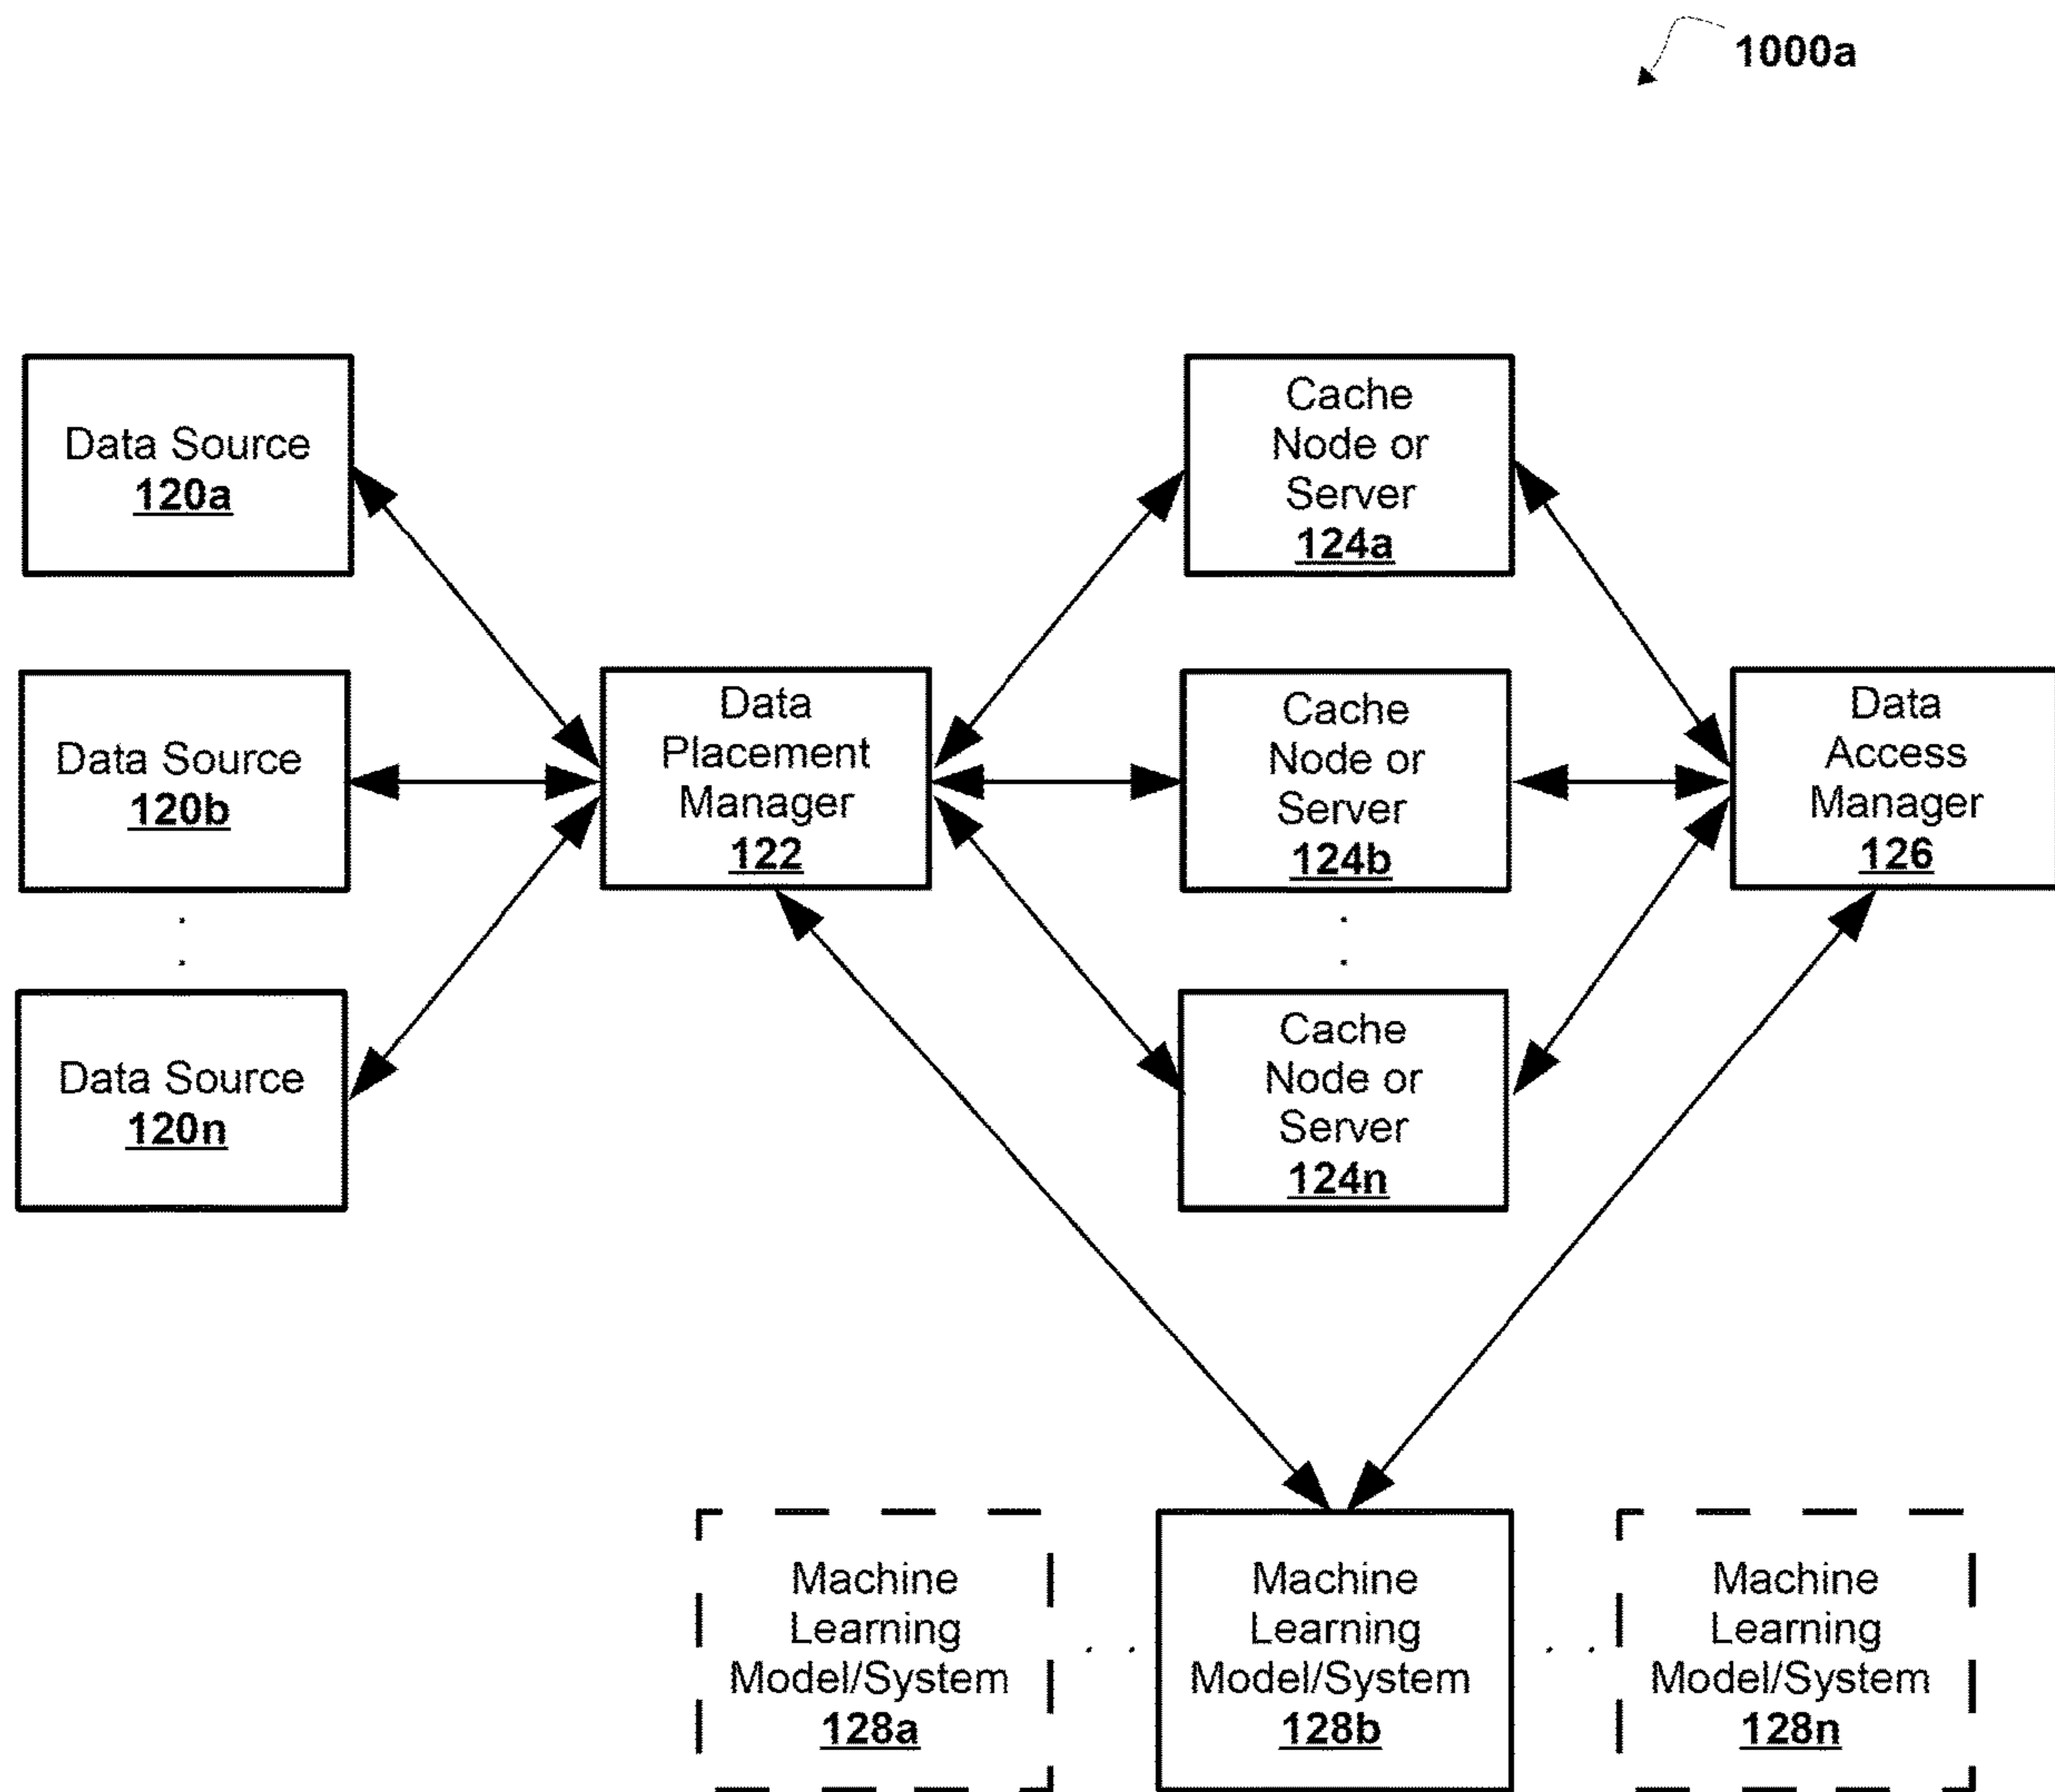 1000a
Data Source
120a
Cache
Node or
Server
124a
Data Source
120b
Data
Placement
Manager
122
Cache
Node or
Server
124b
Data
Access
Manager
126
Data Source
120n
Cache
Node or
Server
124n
Machine
Learning
Model/System
128a
Machine
Learning
Model/System
128b
Machine
Learning
Model/System
128n